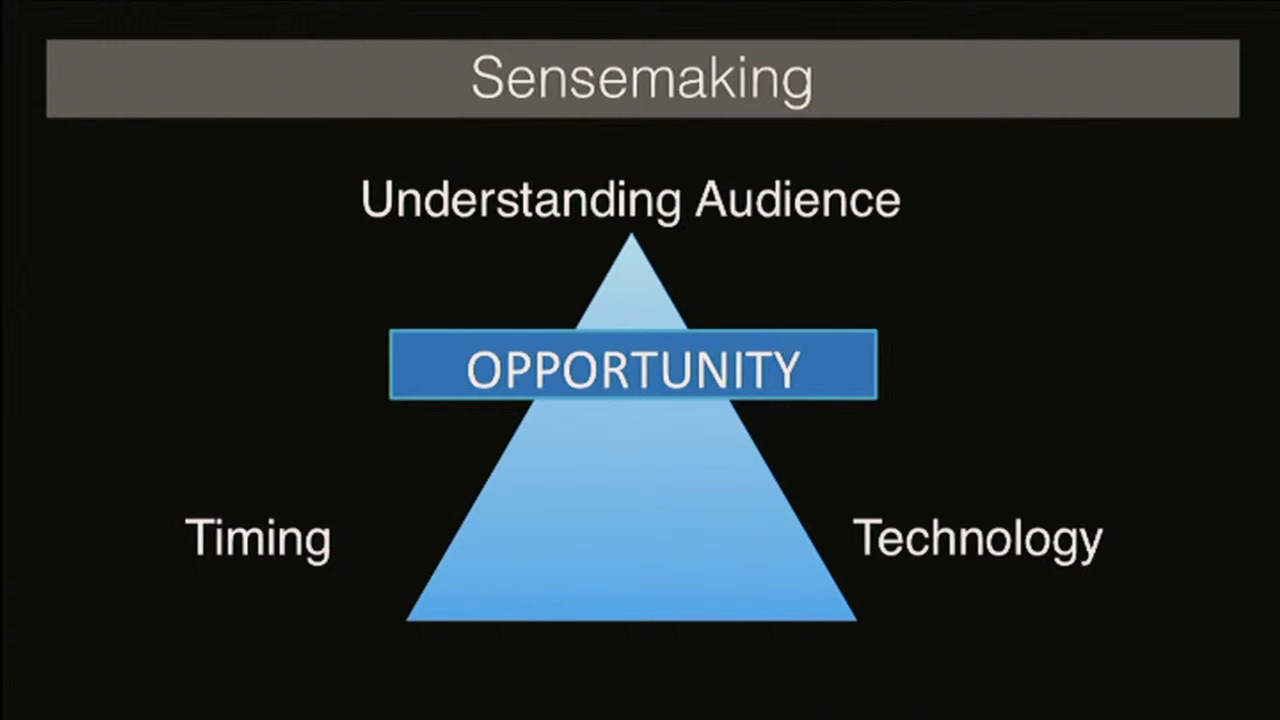 Sensemaking
Understanding Audience
OPPORTUNITY
Timing
Technology